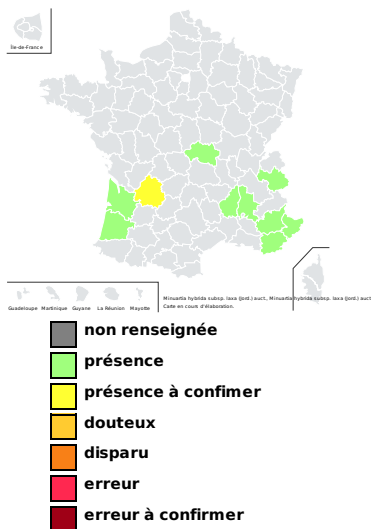 Île-de-France
Guadeloupe Martinique Guyane La Réunion Mayotte
Minuartia hybrida subsp. laxa (Jord.) auct., Minuartia hybrida subsp. laxa (Jord.) auct
Carte en cours d'élaboration.
non renseignée
présence
présence à confimer
douteux
disparu
erreur
erreur à confirmer